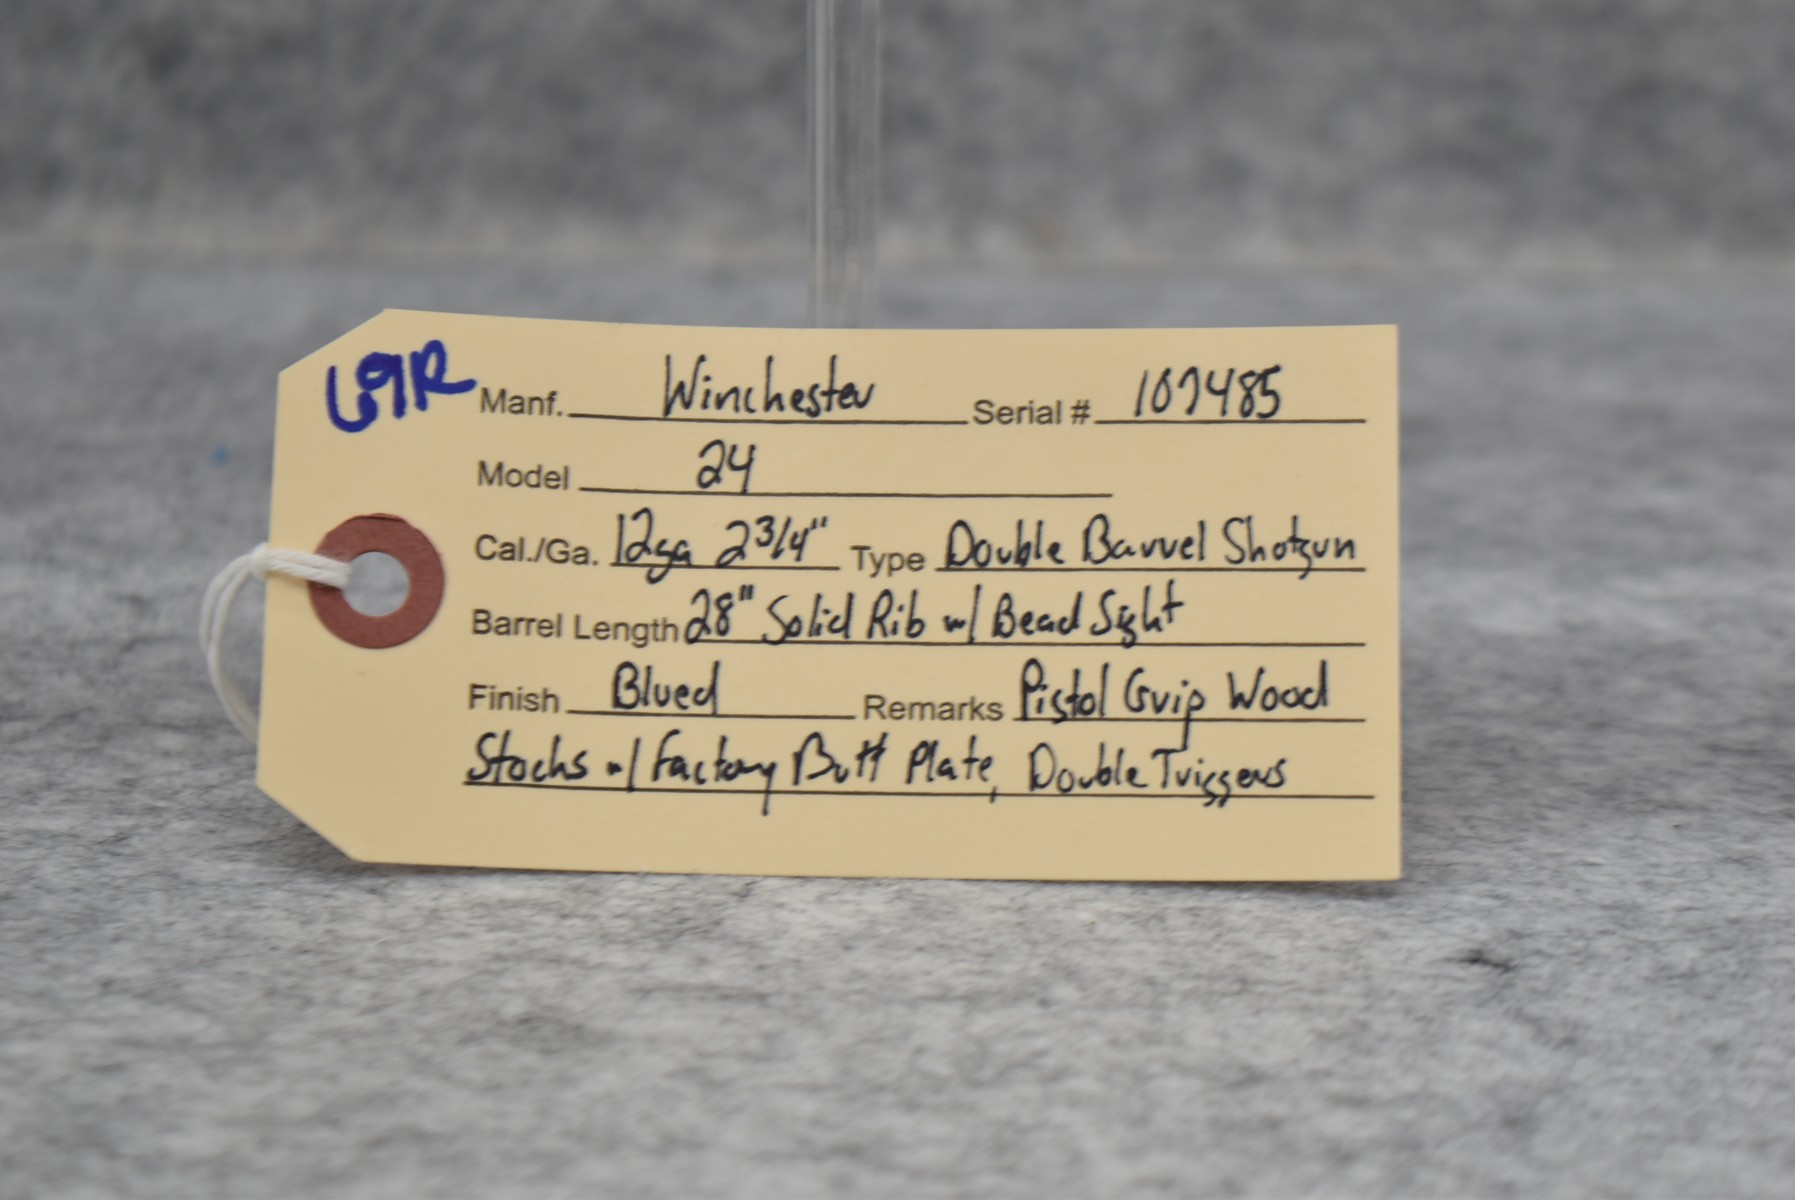 69R
Manf. Winchester Serial # 107485
Model 24
Cal./Ga. 12ga 2 3/4" Type Double Barrel Shotgun
Barrel Length 28" Solid Rib w/ Bead Sight
Finish Blued Remarks Pistol Grip Wood
Stocks w/ Factory Butt Plate, Double Triggers